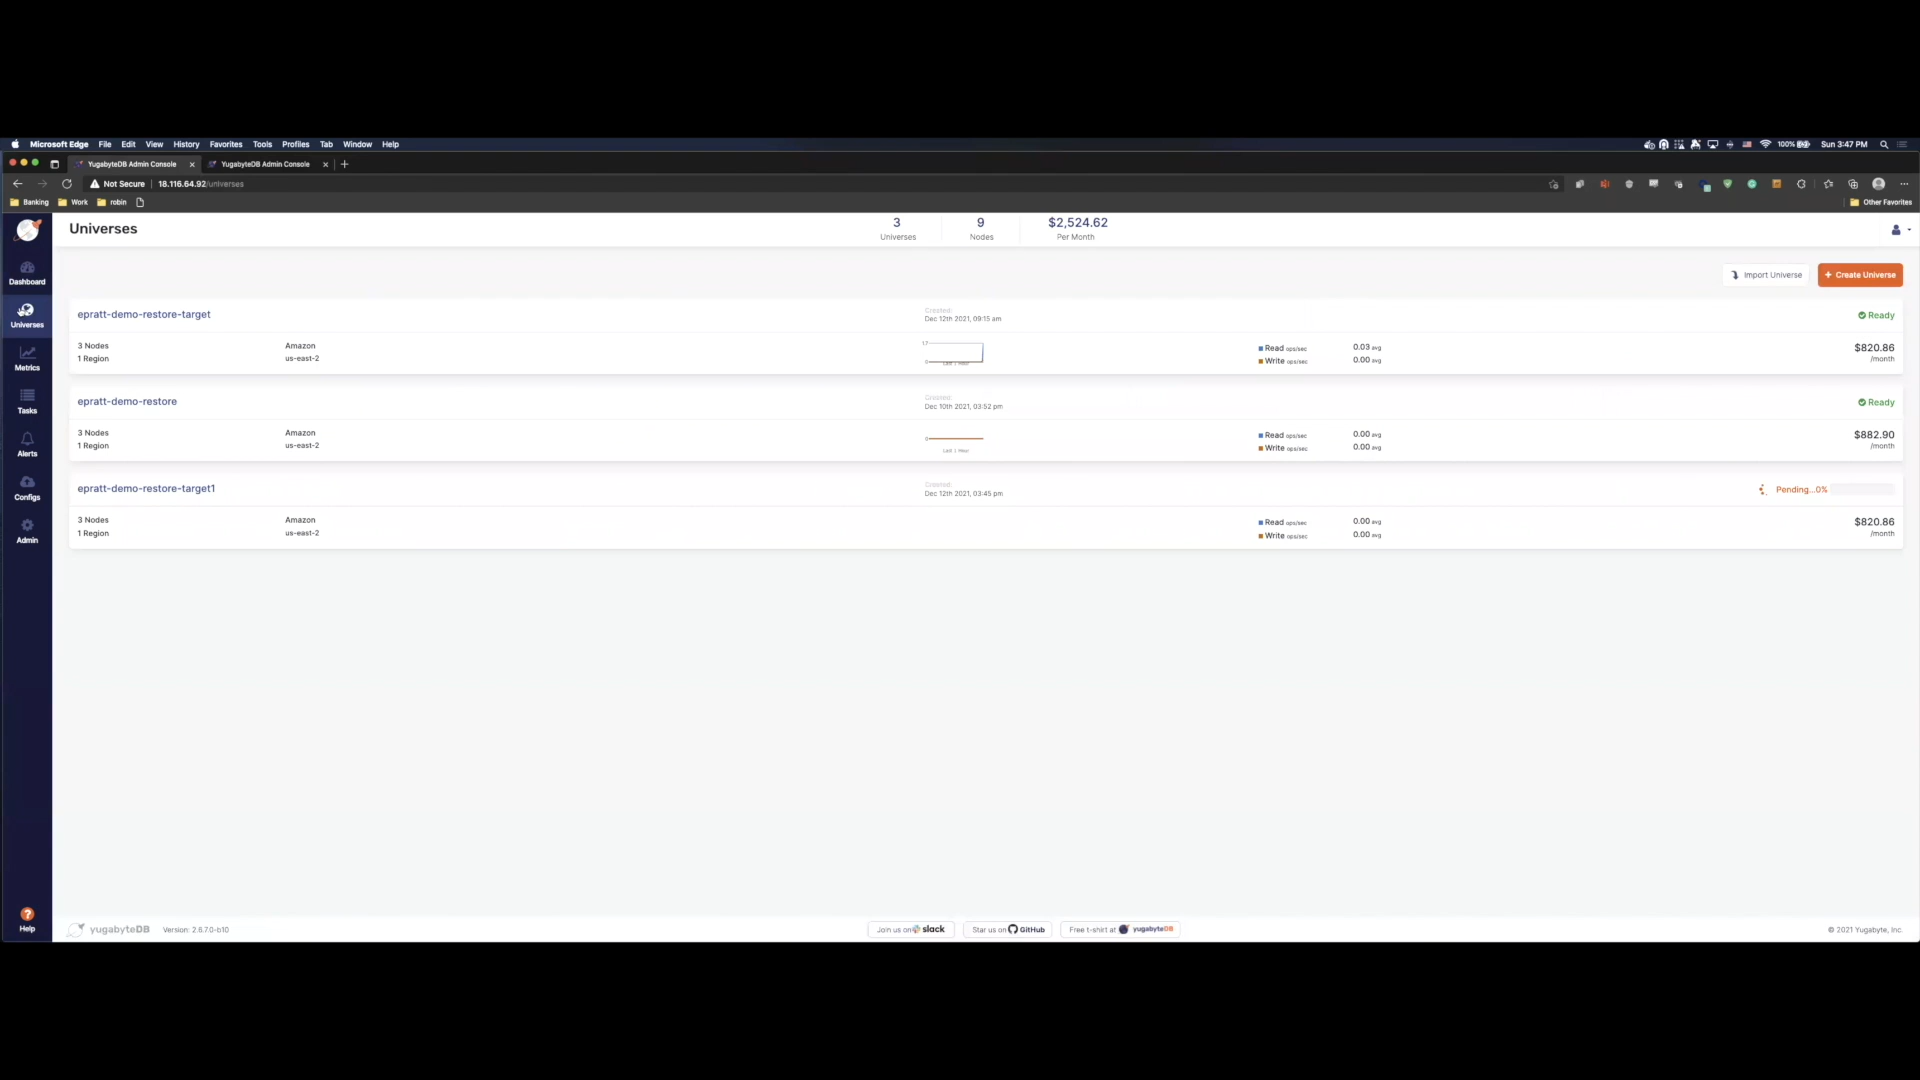 Microsoft Edge File Edit View History Favorites Tools Profiles Tab Window Help
100%
Sun 3:47 PM
YugabyteDB Admin Console
YugabyteDB Admin Console
Not Secure | 18.116.64.92/universes
Banking Work robin
Other Favorites
Universes
3
Universes
9
Nodes
$2,524.62
Per Month
Dashboard
Universes
Metrics
Tasks
Alerts
Configs
Admin
Help
Import Universe
+ Create Universe
epratt-demo-restore-target
Created:
Dec 12th 2021, 09:15 am
Ready
3 Nodes
1 Region
Amazon
us-east-2
Read ops/sec 0.03 avg
Write ops/sec 0.00 avg
$820.86
/month
epratt-demo-restore
Created:
Dec 10th 2021, 03:52 pm
Ready
3 Nodes
1 Region
Amazon
us-east-2
0
Last 1 Hour
Read ops/sec 0.00 avg
Write ops/sec 0.00 avg
$882.90
/month
epratt-demo-restore-target1
Created:
Dec 12th 2021, 03:45 pm
Pending...0%
3 Nodes
1 Region
Amazon
us-east-2
Read ops/sec 0.00 avg
Write ops/sec 0.00 avg
$820.86
/month
yugabyteDB Version: 2.6.7.0-b10
Join us on slack
Star us on GitHub
Free t-shirt at yugabyteDB
© 2021 Yugabyte, Inc.